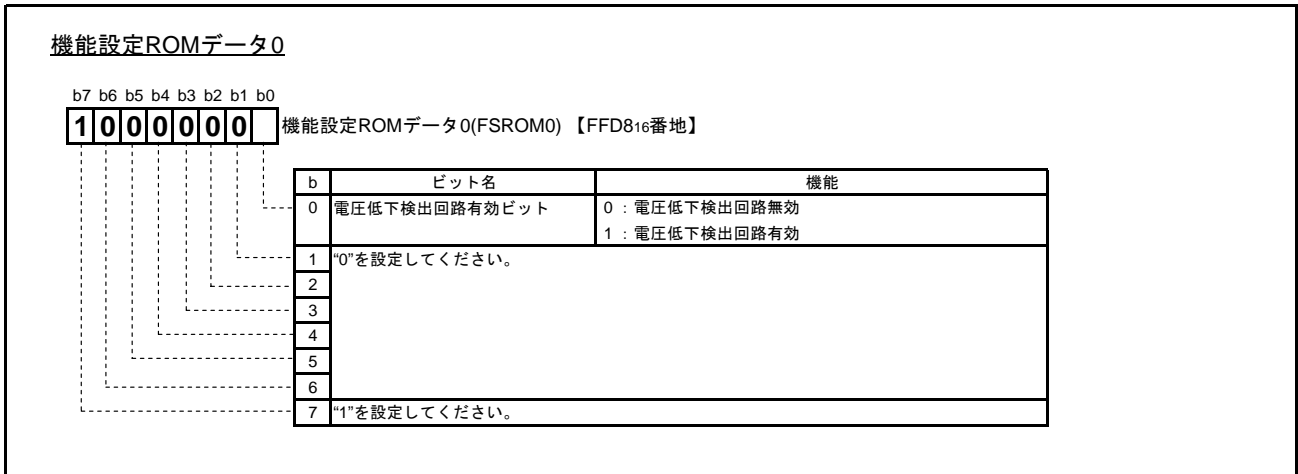 機能設定ROMデータ0
b7 b6 b5 b4 b3 b2 b1 b0
1 0 0 0 0 0 0
機能設定ROMデータ0(FSROM0) 【FFD816番地】
b ビット名 機能
0 電圧低下検出回路有効ビット 0 : 電圧低下検出回路無効
1 : 電圧低下検出回路有効
1 “0”を設定してください。
2
3
4
5
6
7 “1”を設定してください。